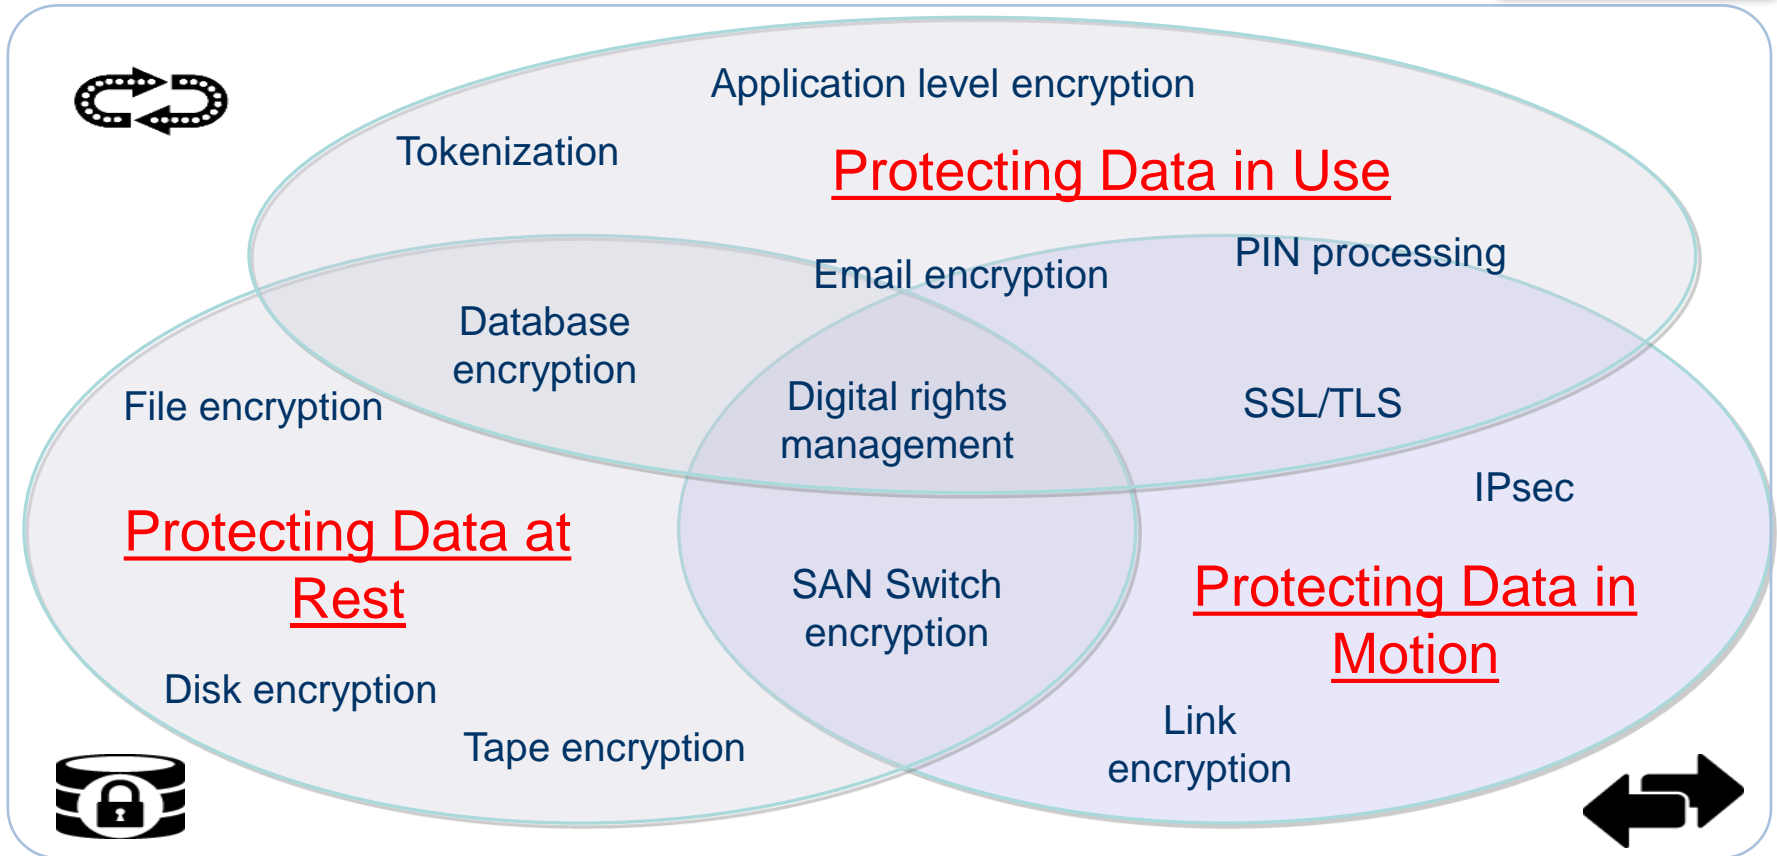 Application level encryption
Tokenization
Protecting Data in Use
PIN processing
Email encryption
Database
encryption
Digital rights
management
SSL/TLS
File encryption
IPsec
Protecting Data at
Rest
SAN Switch
encryption
Protecting Data in
Motion
Disk encryption
Tape encryption
Link
encryption